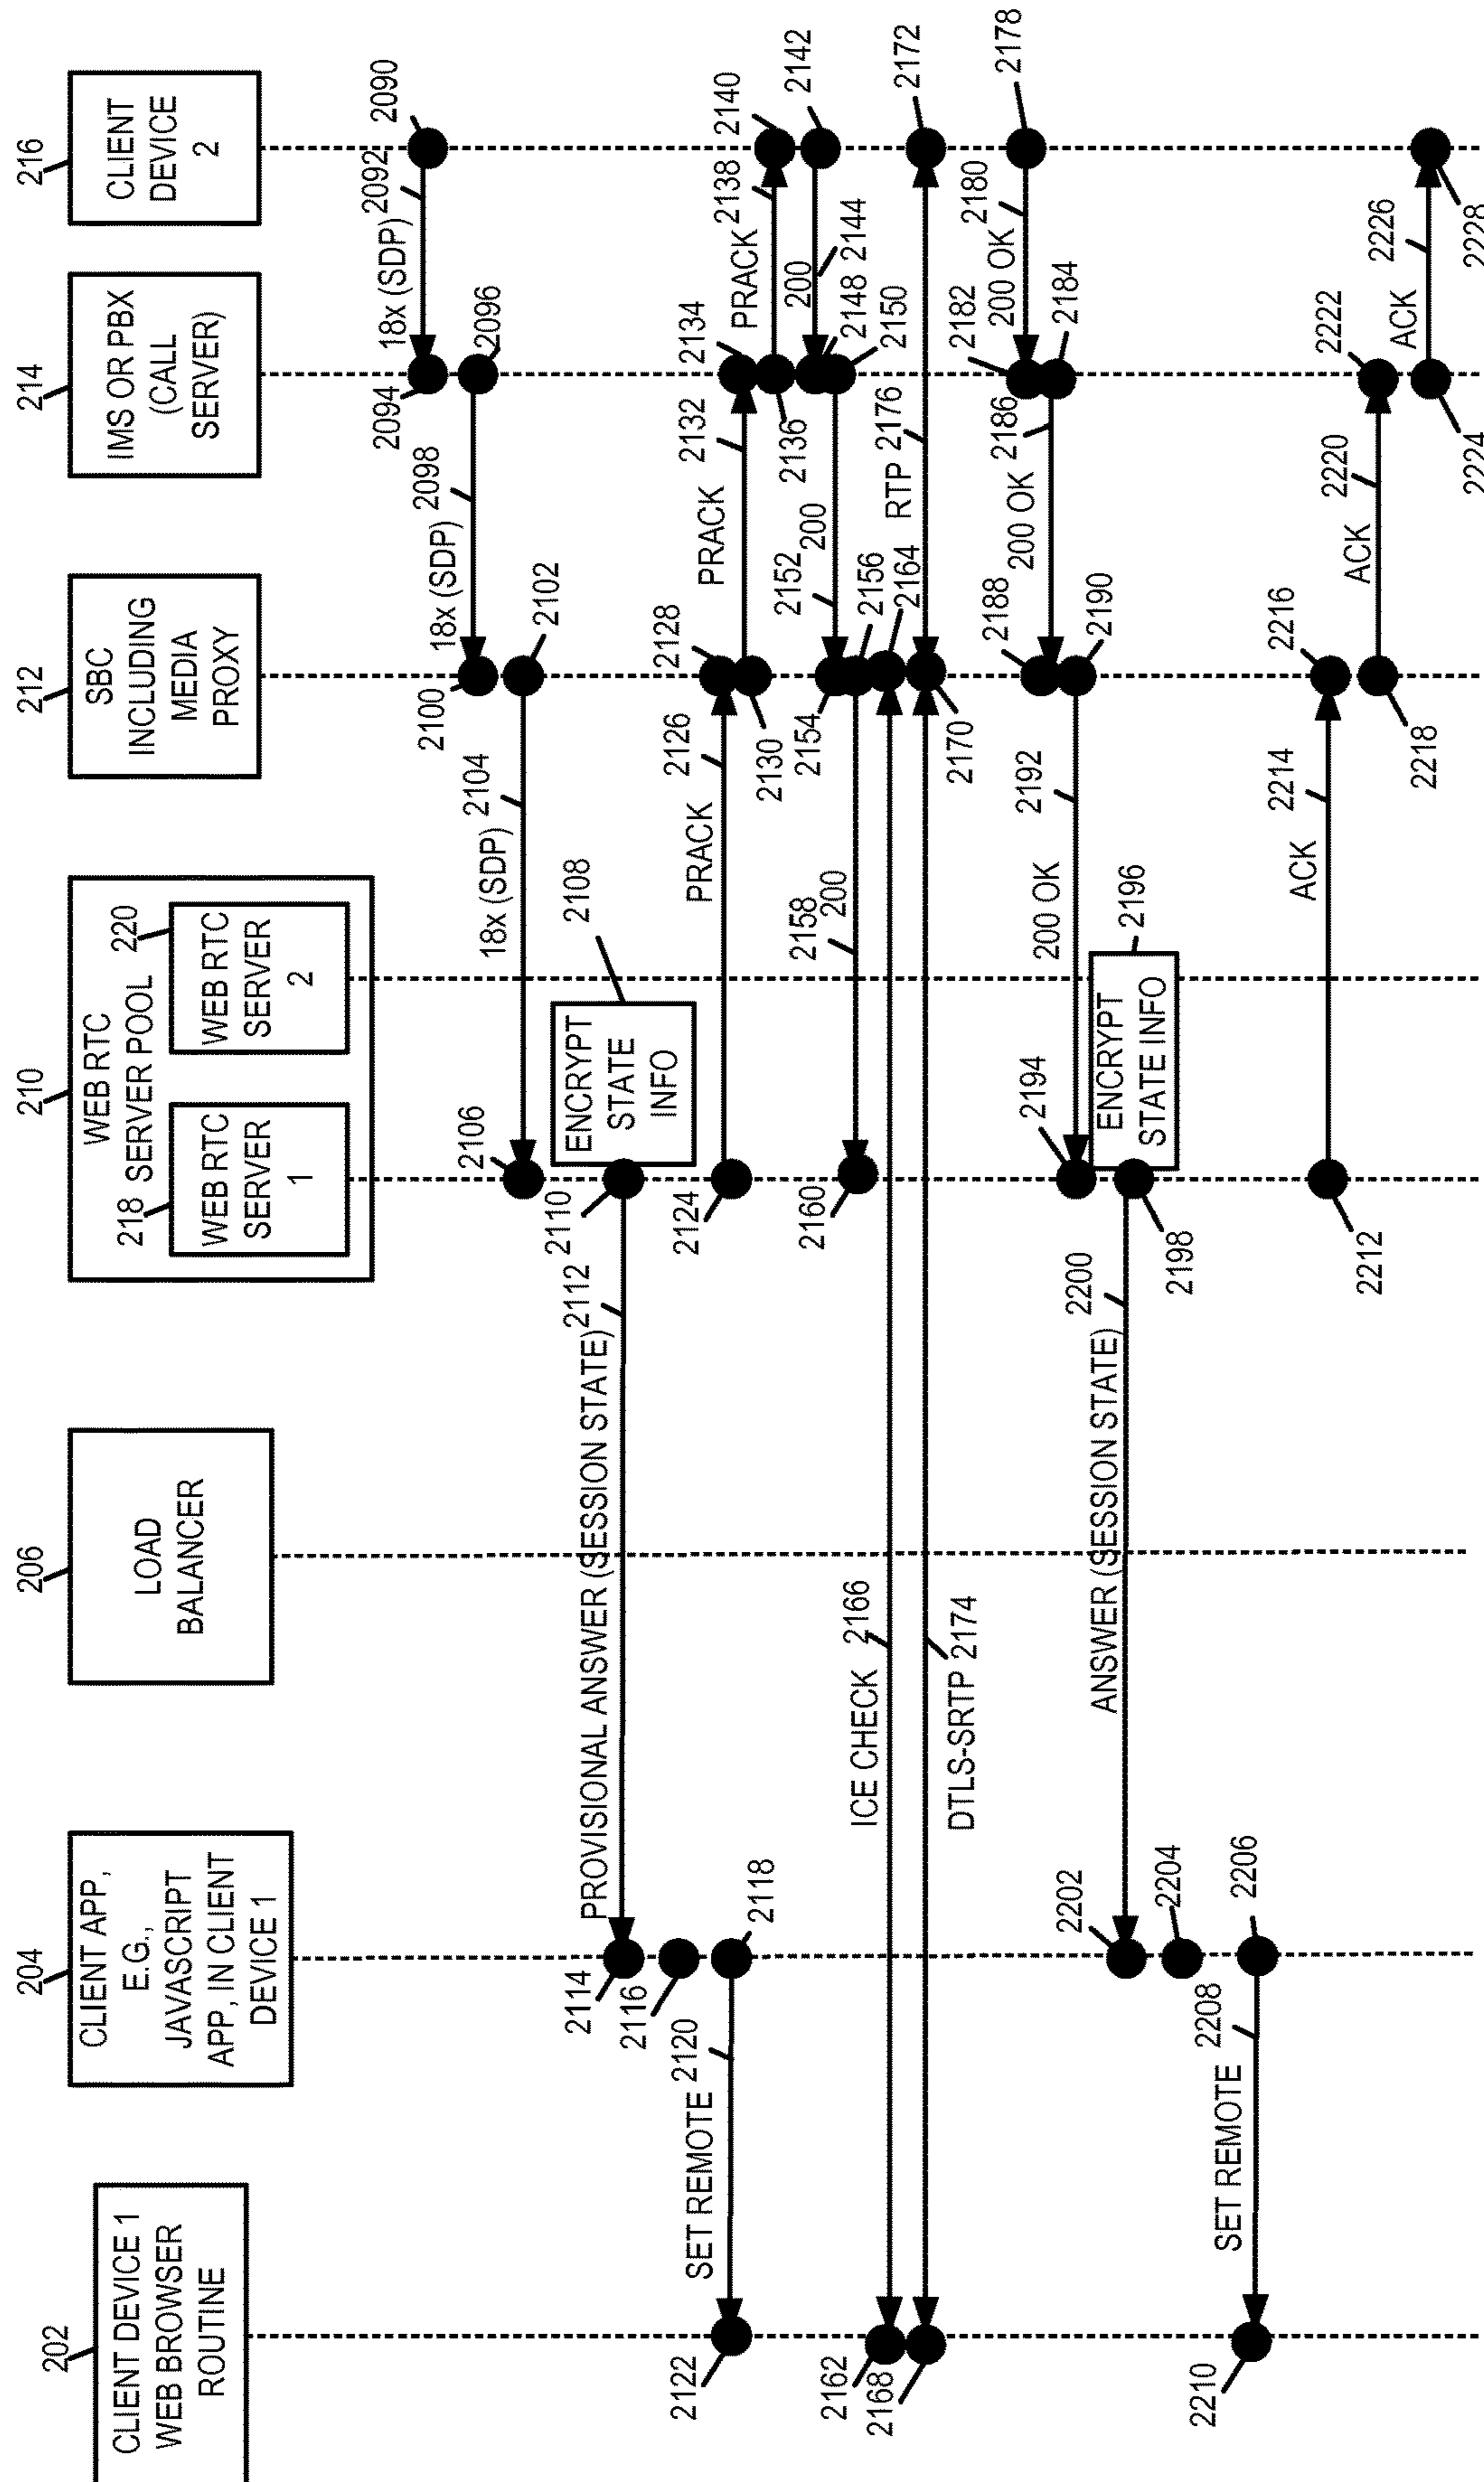 202
CLIENT DEVICE 1
WEB BROWSER
ROUTINE
204
CLIENT APP,
E.G.,
JAVASCRIPT
APP, IN CLIENT
DEVICE 1
206
LOAD
BALANCER
210
WEB RTC
SERVER POOL
218
WEB RTC
SERVER
1
220
WEB RTC
SERVER
2
212
SBC
INCLUDING
MEDIA
PROXY
214
IMS OR PBX
(CALL
SERVER)
216
CLIENT
DEVICE
2
2090
18x (SDP) 2092
2094
2096
18x (SDP) 2098
2100
2102
18x (SDP) 2104
2106
2108
ENCRYPT
STATE
INFO
2110
PROVISIONAL ANSWER (SESSION STATE) 2112
2114
2116
2118
SET REMOTE 2120
2122
2124
PRACK 2126
2128
2130
PRACK 2132
2134
2136
PRACK 2138
2140
2142
200 2144
2148
2150
2152 200
2154
2156
2158 200
2160
2162
2164
ICE CHECK 2166
2168
2170
2172
DTLS-SRTP 2174
RTP 2176
2178
200 OK 2180
2182
2184
200 OK 2186
2188
2190
200 OK 2192
2194
2196
ENCRYPT
STATE INFO
2198
ANSWER (SESSION STATE) 2200
2202
2204
2206
SET REMOTE 2208
2210
2212
ACK 2214
2216
2218
ACK 2220
2222
2224
ACK 2226
2228